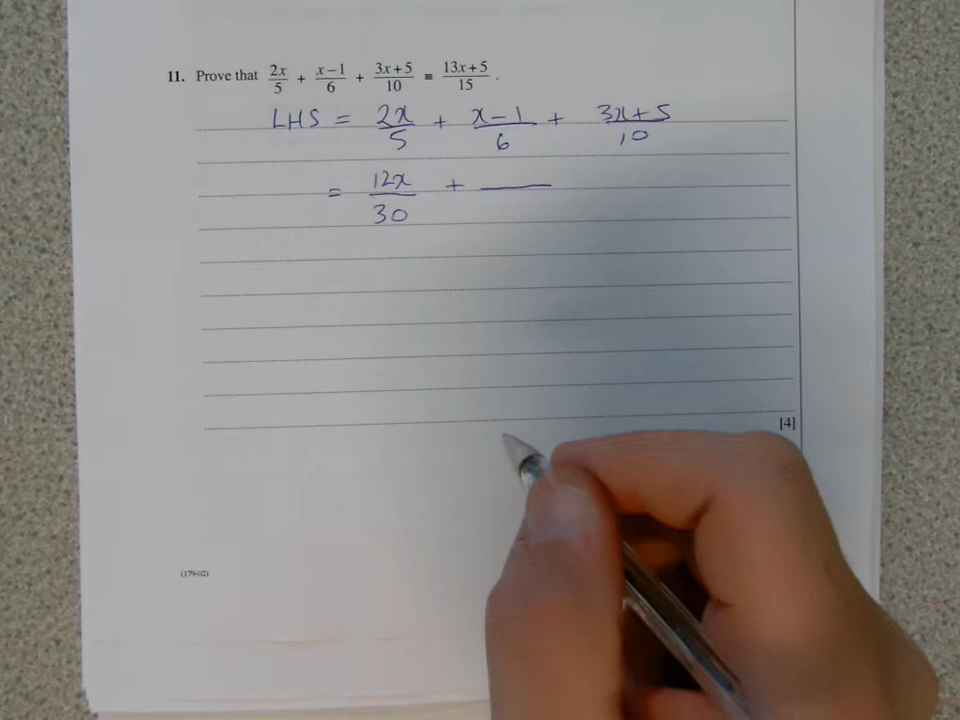 11. Prove that 2x/5 + x−1/6 + 3x+5/10 ≡ 13x+5/15 .
LHS = 2x/5 + x−1/6 + 3x+5/10
= 12x/30 +
[4]
(179-02)